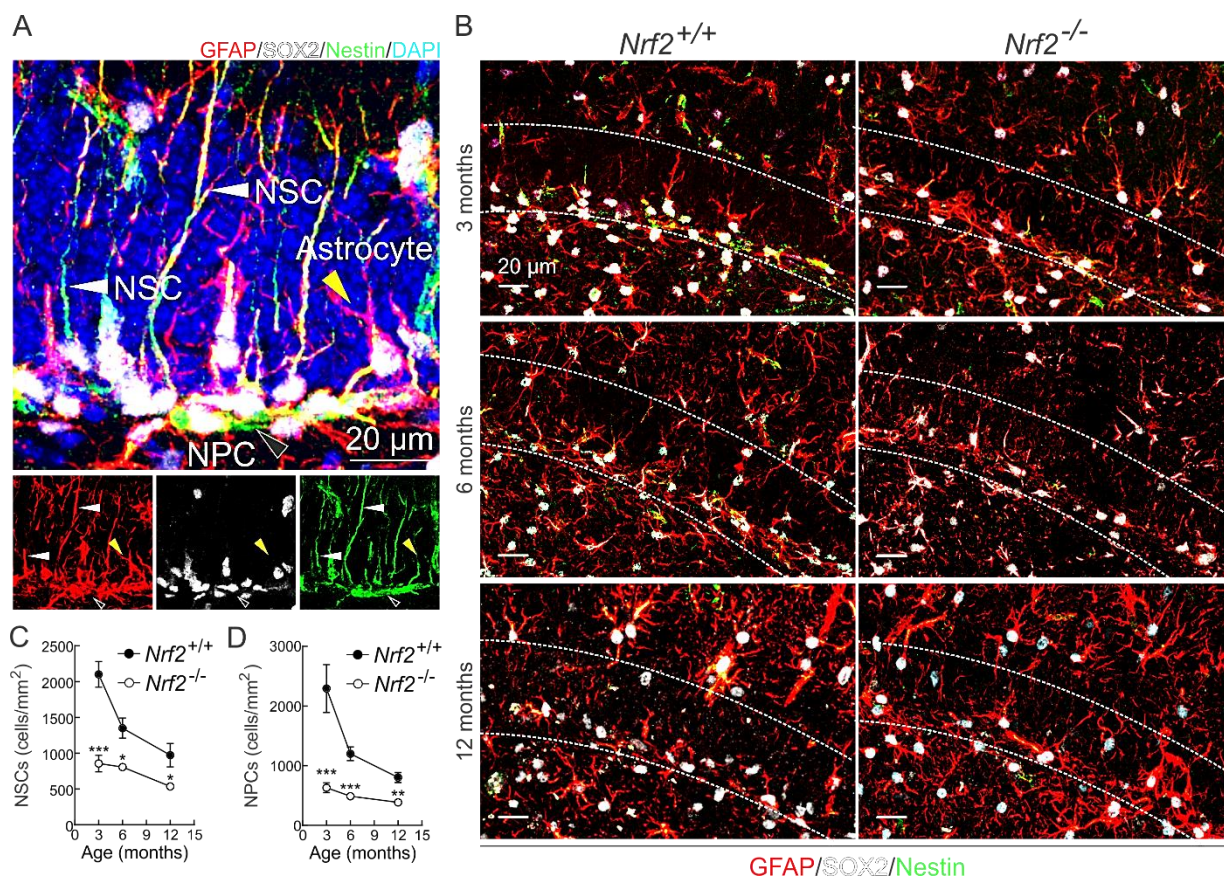 A
GFAP/SOX2/Nestin/DAPI
NSC
Astrocyte
NSC
NPC
20 µm
B
Nrf2+/+
Nrf2-/-
3 months
20 µm
6 months
12 months
GFAP/SOX2/Nestin
C
NSCs (cells/mm²)
2500
2000
1500
1000
500
0
Nrf2+/+
Nrf2-/-
***
*
*
0 3 6 9 12 15
Age (months)
D
NPCs (cells/mm²)
3000
2000
1000
0
Nrf2+/+
Nrf2-/-
***
***
**
0 3 6 9 12 15
Age (months)